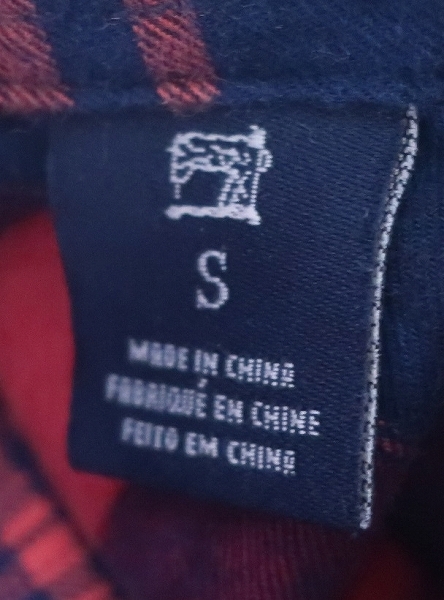 S
MADE IN CHINA
FABRIQUÉ EN CHINE
FEITO EM CHINA